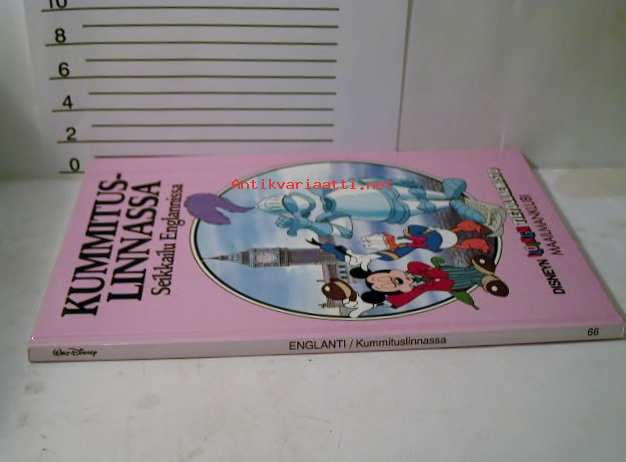 10
8
6
4
2
0
Antikvariaatti.net
KUMMITUS-
LINNASSA
Seikkailu Englannissa
DISNEYN
MAAILMANKLUBI
Walt Disney
ENGLANTI / Kummituslinnassa
66